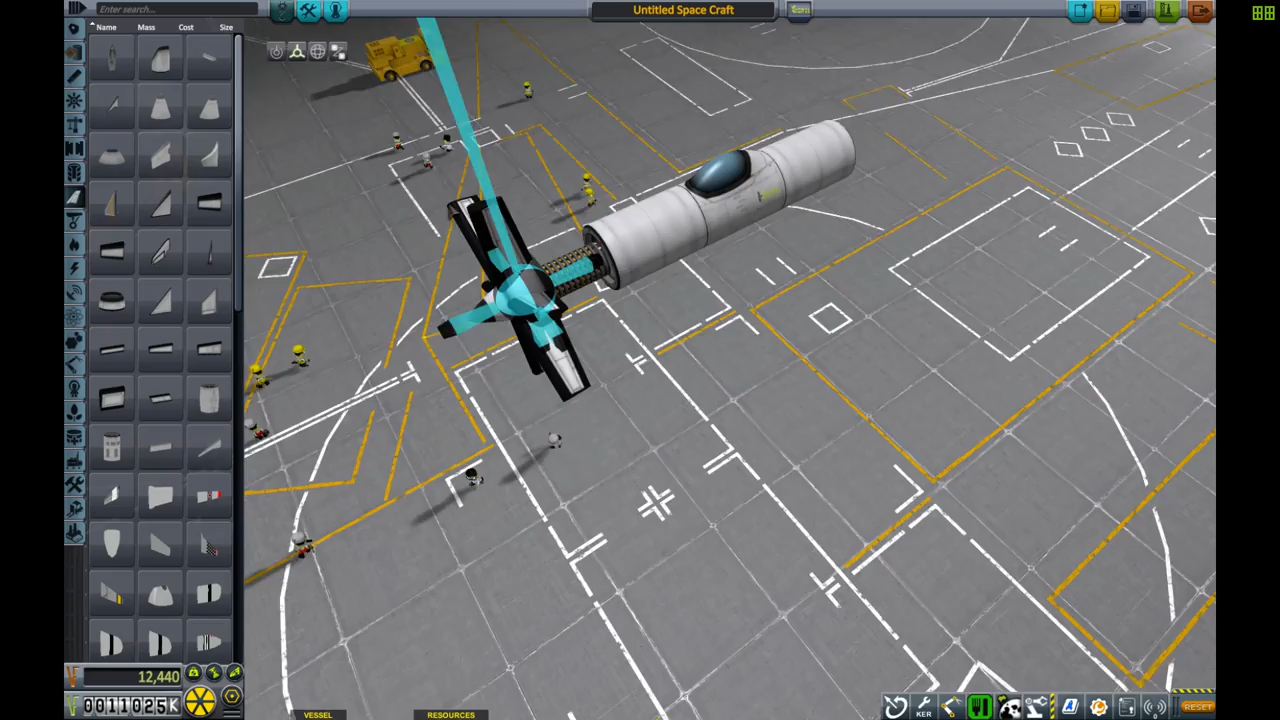 Enter search...
Untitled Space Craft
Name Mass Cost Size
12,440
0011025K
KER
RESET
VESSEL RESOURCES